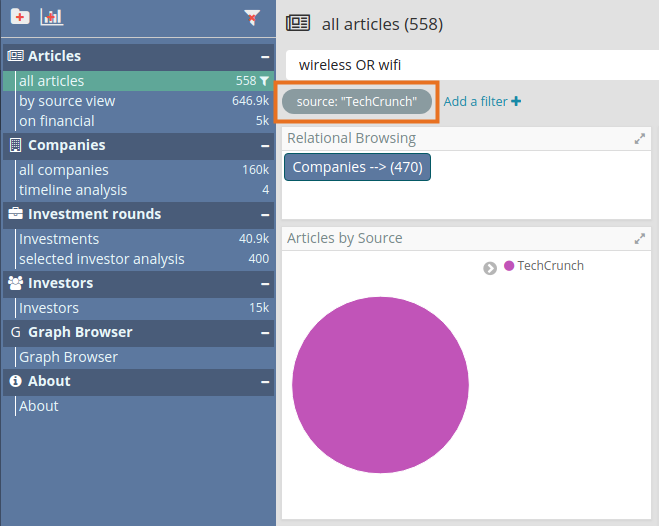 Articles
all articles 558
by source view 646.9k
on financial 5k
Companies
all companies 160k
timeline analysis 4
Investment rounds
Investments 40.9k
selected investor analysis 400
Investors
Investors 15k
G Graph Browser
Graph Browser
About
About
all articles (558)
wireless OR wifi
source: "TechCrunch" Add a filter +
Relational Browsing
Companies --> (470)
Articles by Source
TechCrunch